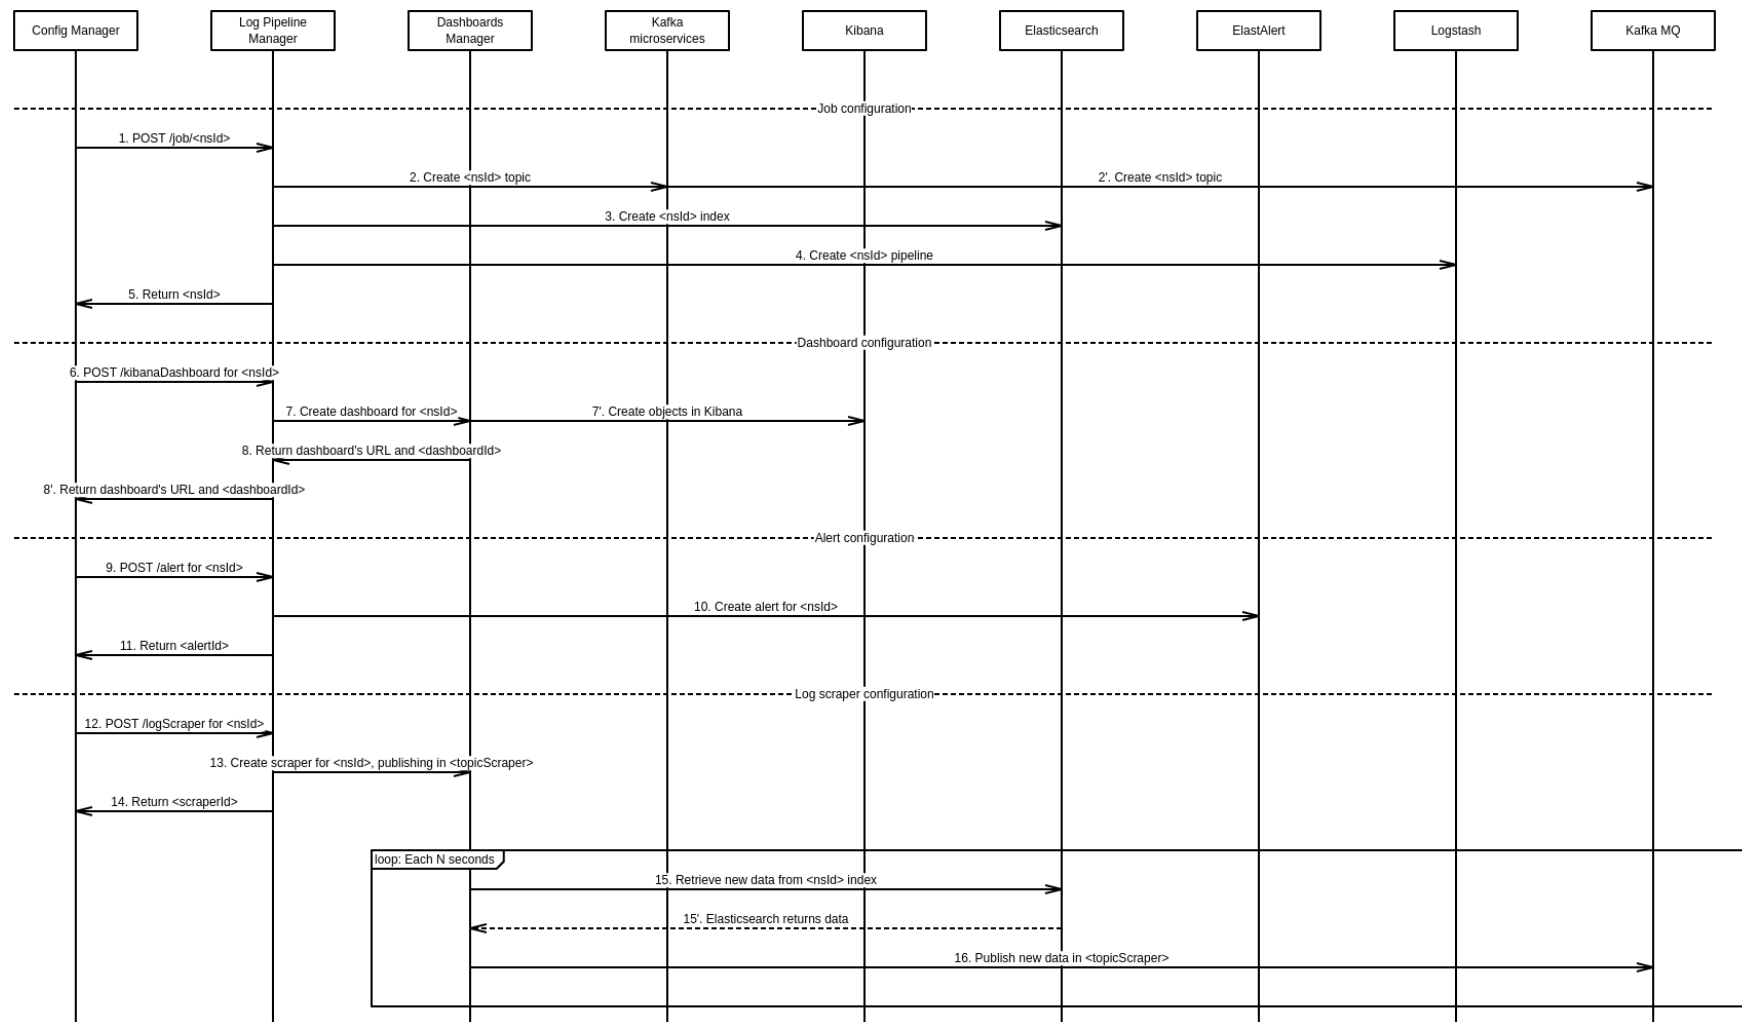 Config Manager
Log Pipeline
Manager
Dashboards
Manager
Kafka
microservices
Kibana
Elasticsearch
ElastAlert
Logstash
Kafka MQ
Job configuration
1. POST /job/<nsId>
2. Create <nsId> topic
2'. Create <nsId> topic
3. Create <nsId> index
4. Create <nsId> pipeline
5. Return <nsId>
Dashboard configuration
6. POST /kibanaDashboard for <nsId>
7. Create dashboard for <nsId>
7'. Create objects in Kibana
8. Return dashboard's URL and <dashboardId>
8'. Return dashboard's URL and <dashboardId>
Alert configuration
9. POST /alert for <nsId>
10. Create alert for <nsId>
11. Return <alertId>
Log scraper configuration
12. POST /logScraper for <nsId>
13. Create scraper for <nsId>, publishing in <topicScraper>
14. Return <scraperId>
loop: Each N seconds
15. Retrieve new data from <nsId> index
15'. Elasticsearch returns data
16. Publish new data in <topicScraper>